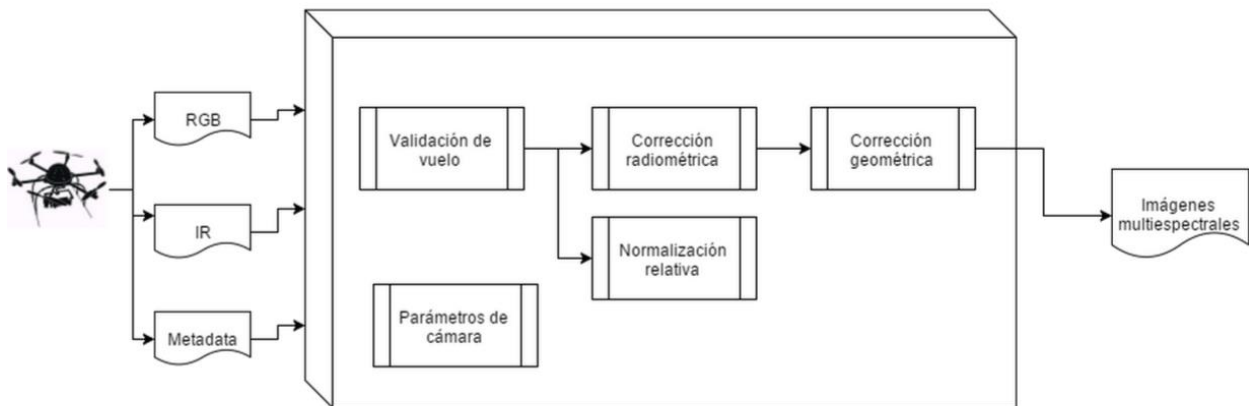 RGB
IR
Metadata
Validación de
vuelo
Corrección
radiométrica
Corrección
geométrica
Normalización
relativa
Parámetros de
cámara
Imágenes
multiespectrales